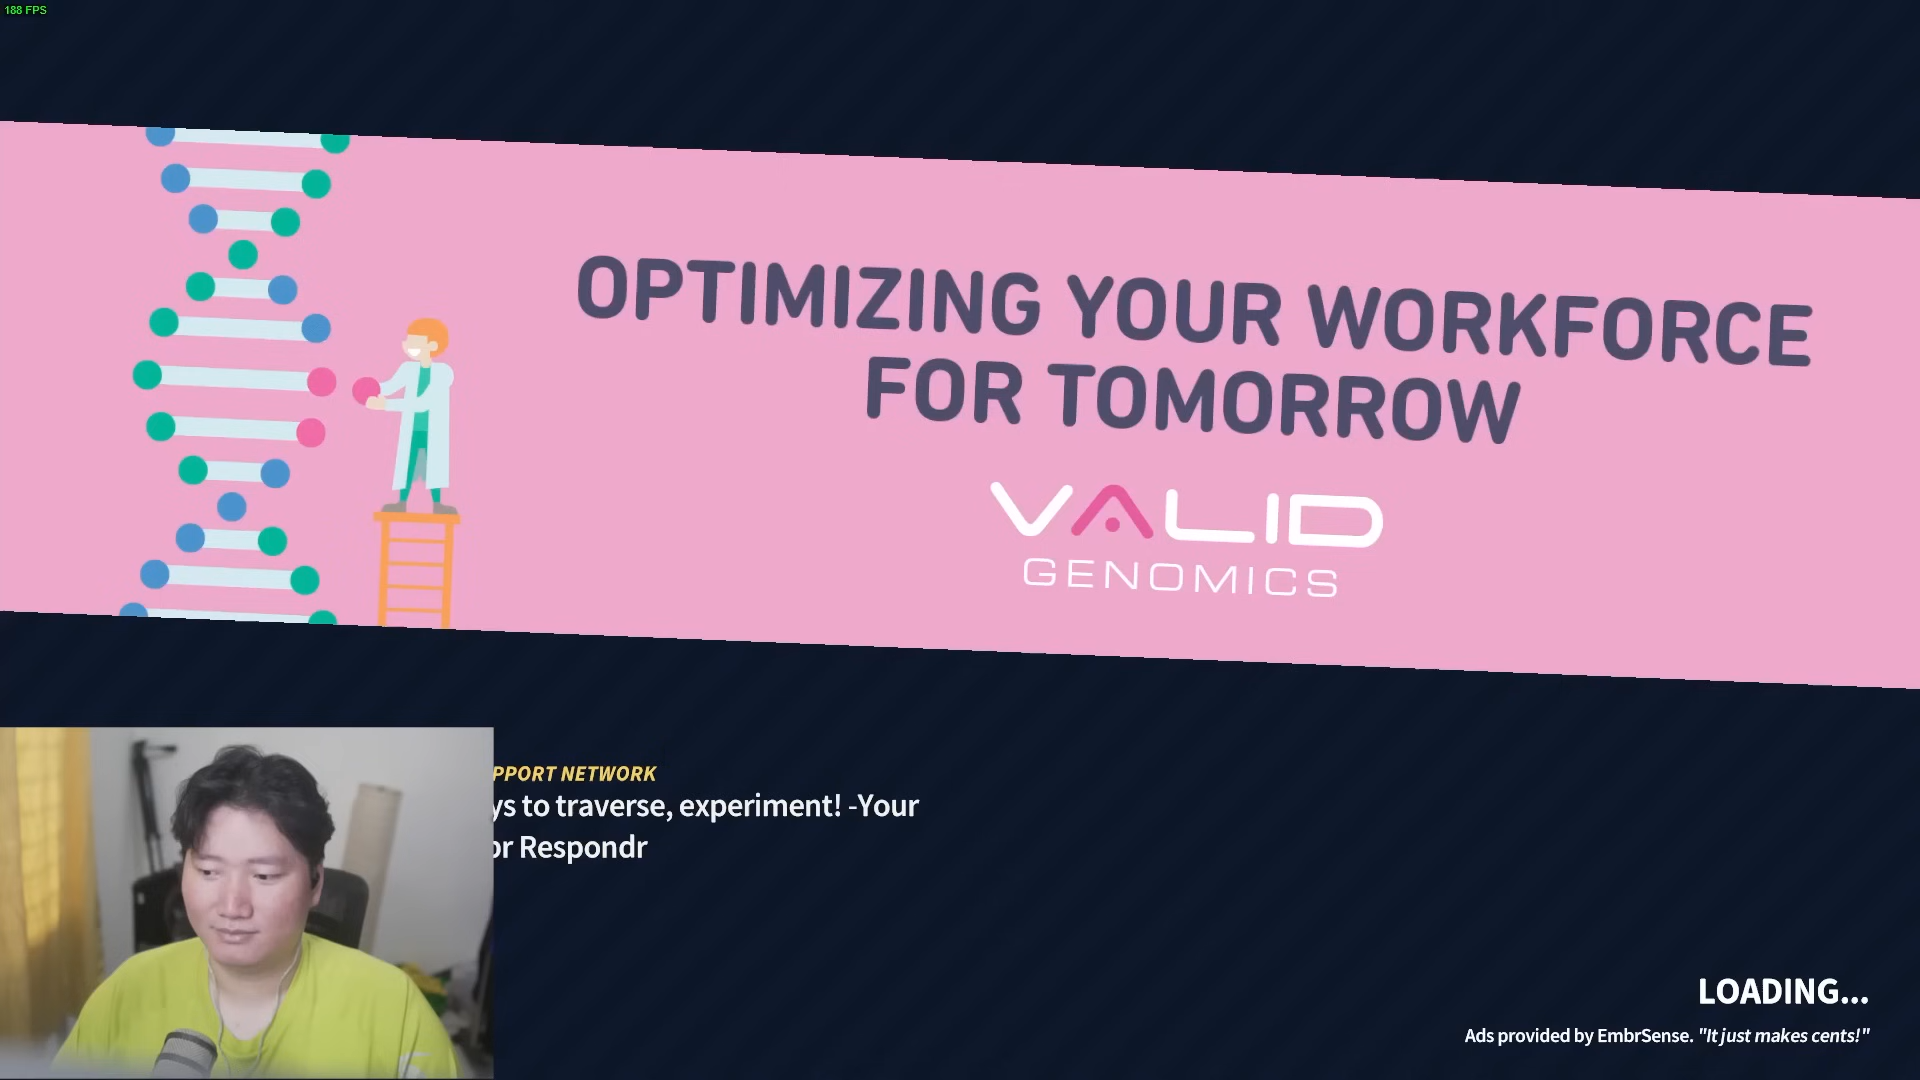 188 FPS
OPTIMIZING YOUR WORKFORCE
FOR TOMORROW
VALID
GENOMICS
PPORT NETWORK
ys to traverse, experiment! -Your
or Respondr
LOADING...
Ads provided by EmbrSense. "It just makes cents!"